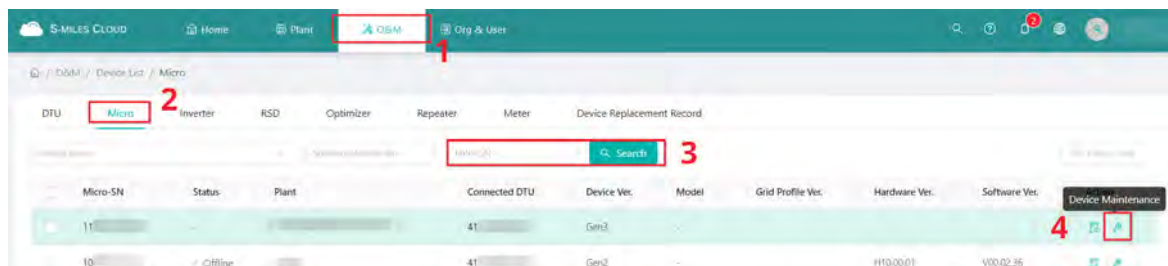 S-MILES CLOUD Home Plant O&M Org & User 2
1
/ O&M / Device List / Micro
2
DTU Micro Inverter RSD Optimizer Repeater Meter Device Replacement Record
Search 3
Micro-SN Status Plant Connected DTU Device Ver. Model Grid Profile Ver. Hardware Ver. Software Ver.
Device Maintenance
11 - 41 Gen3 - 4
10 Offline 41 Gen2 - H10.00.01 V00.02.36